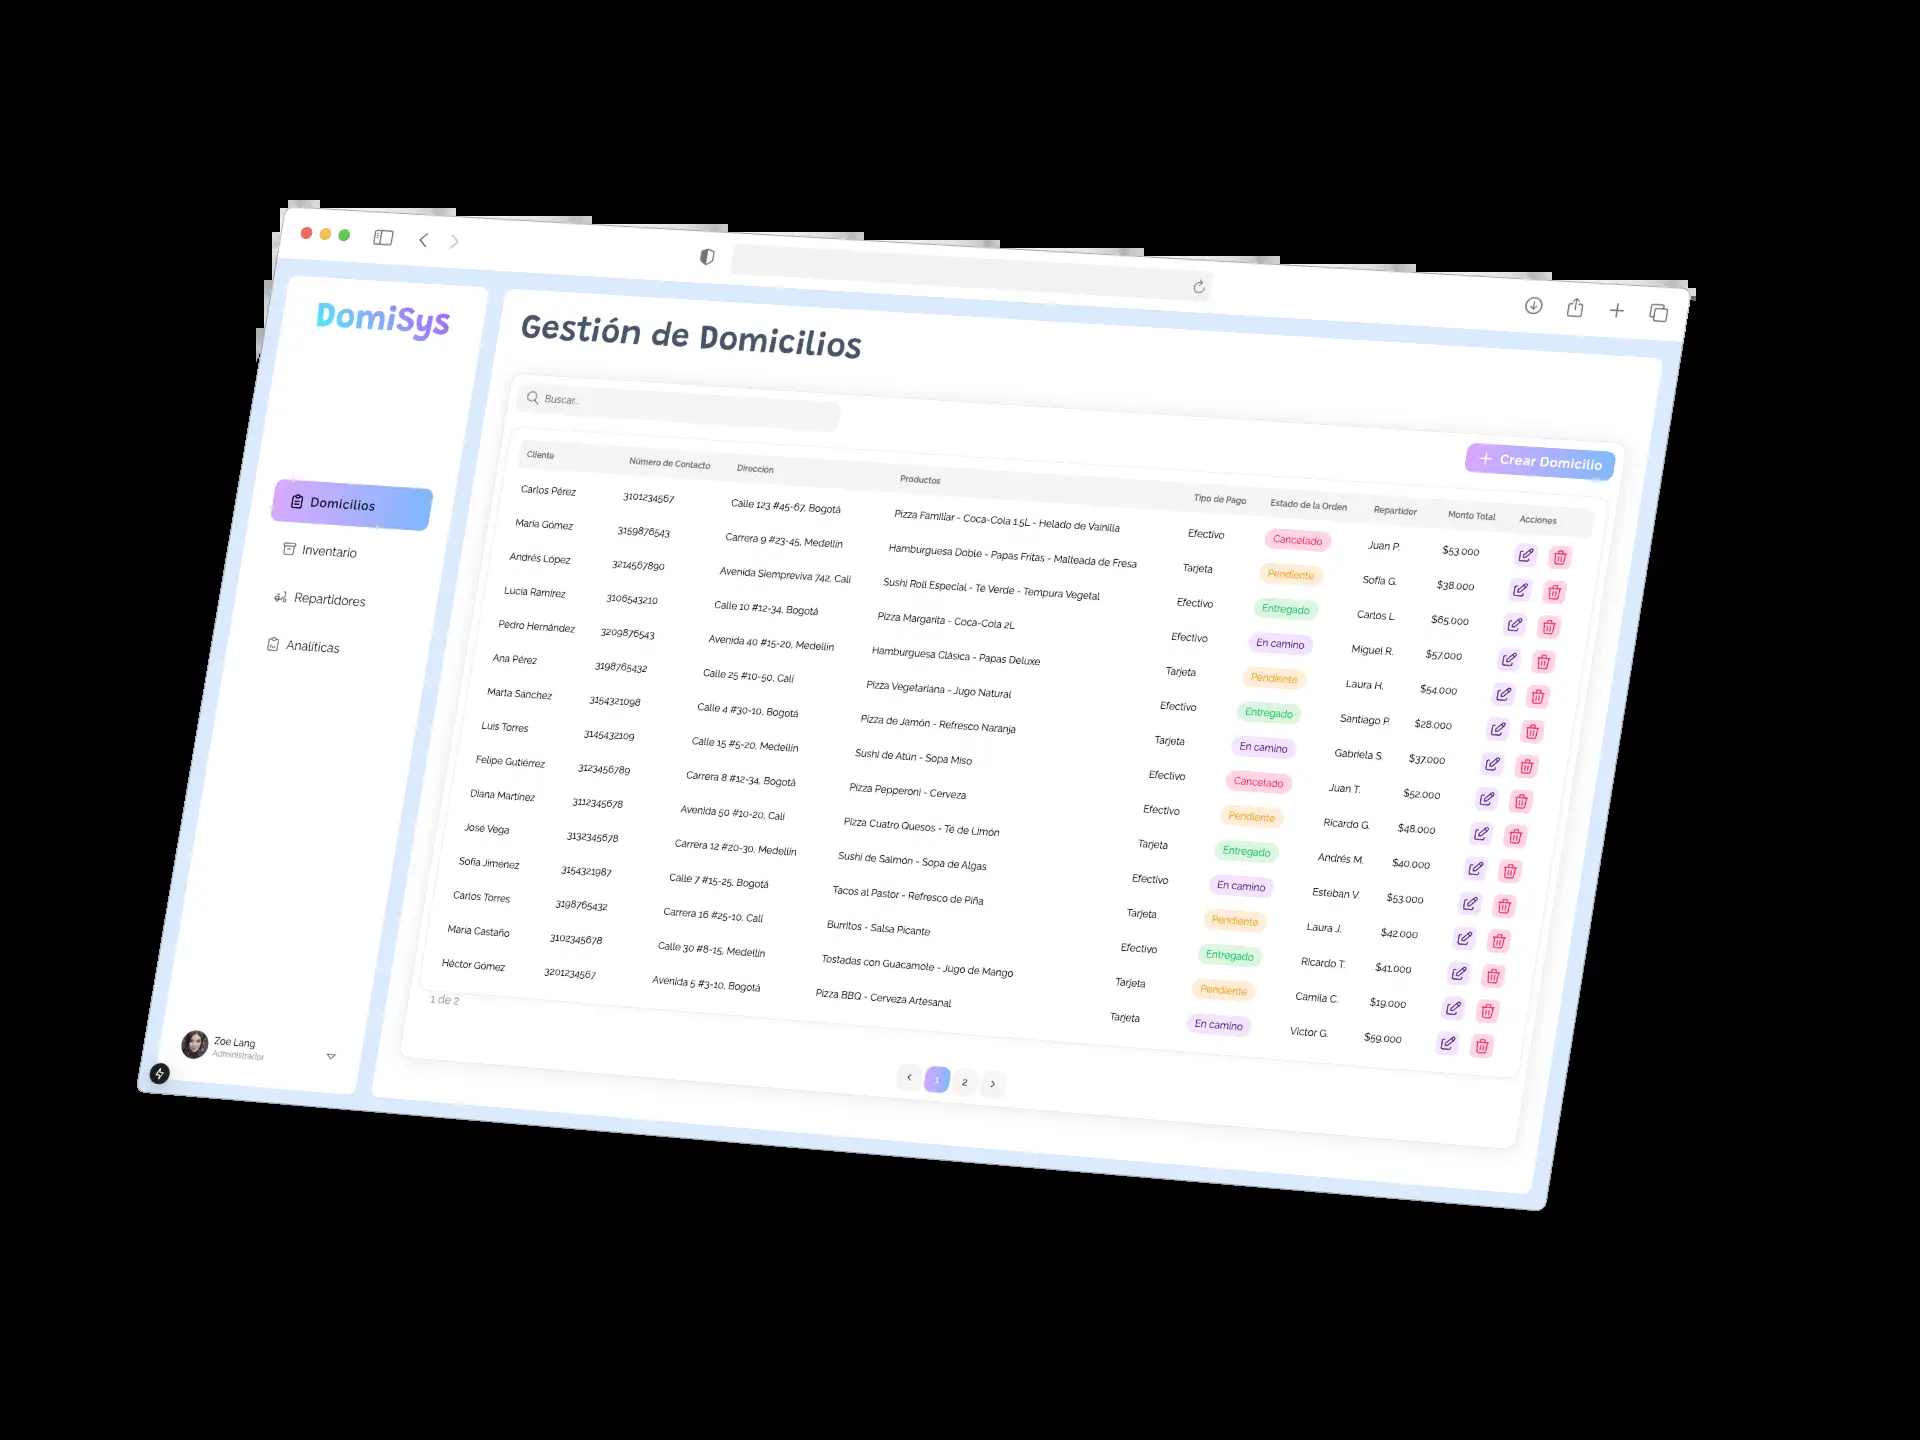 DomiSys
Domicilios
Inventario
Repartidores
Analíticas
Zoe Lang
Administrador
Gestión de Domicilios
Buscar..
+ Crear Domicilio
Cliente Número de Contacto Dirección Productos Tipo de Pago Estado de la Orden Repartidor Monto Total Acciones
Carlos Pérez 3101234567 Calle 123 #45-67, Bogotá Pizza Familiar - Coca-Cola 1.5L - Helado de Vainilla Efectivo Cancelado Juan P. $53.000
María Gómez 3159876543 Carrera 9 #23-45, Medellín Hamburguesa Doble - Papas Fritas - Malteada de Fresa Tarjeta Pendiente Sofía G. $38.000
Andrés López 3214567890 Avenida Siempreviva 742, Cali Sushi Roll Especial - Té Verde - Tempura Vegetal Efectivo Entregado Carlos L. $65.000
Lucía Ramírez 3106543210 Calle 10 #12-34, Bogotá Pizza Margarita - Coca-Cola 2L Efectivo En camino Miguel R. $57.000
Pedro Hernández 3209876543 Avenida 40 #15-20, Medellín Hamburguesa Clásica - Papas Deluxe Tarjeta Pendiente Laura H. $54.000
Ana Pérez 3198765432 Calle 25 #10-50, Cali Pizza Vegetariana - Jugo Natural Efectivo Entregado Santiago P. $28.000
Marta Sánchez 3154321098 Calle 4 #30-10, Bogotá Pizza de Jamón - Refresco Naranja Tarjeta En camino Gabriela S. $37.000
Luis Torres 3145432109 Calle 15 #5-20, Medellín Sushi de Atún - Sopa Miso Efectivo Cancelado Juan T. $52.000
Felipe Gutiérrez 3123456789 Carrera 8 #12-34, Bogotá Pizza Pepperoni - Cerveza Efectivo Pendiente Ricardo G. $48.000
Diana Martínez 3112345678 Avenida 50 #10-20, Cali Pizza Cuatro Quesos - Té de Limón Tarjeta Entregado Andrés M. $40.000
José Vega 3132345678 Carrera 12 #20-30, Medellín Sushi de Salmón - Sopa de Algas Efectivo En camino Esteban V. $53.000
Sofía Jiménez 3154321987 Calle 7 #15-25, Bogotá Tacos al Pastor - Refresco de Piña Tarjeta Pendiente Laura J. $42.000
Carlos Torres 3198765432 Carrera 16 #25-10, Cali Burritos - Salsa Picante Efectivo Entregado Ricardo T. $41.000
María Castaño 3102345678 Calle 30 #8-15, Medellín Tostadas con Guacamole - Jugo de Mango Tarjeta Pendiente Camila C. $19.000
Héctor Gómez 3201234567 Avenida 5 #3-10, Bogotá Pizza BBQ - Cerveza Artesanal Tarjeta En camino Victor G. $59.000
1 de 2
1 2